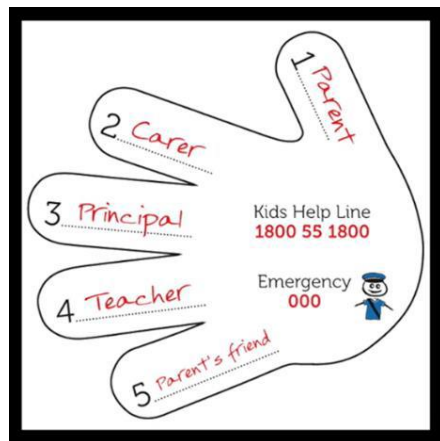 1 Parent
2 Carer
3 Principal
4 Teacher
5 Parent's friend
Kids Help Line
1800 55 1800
Emergency
000